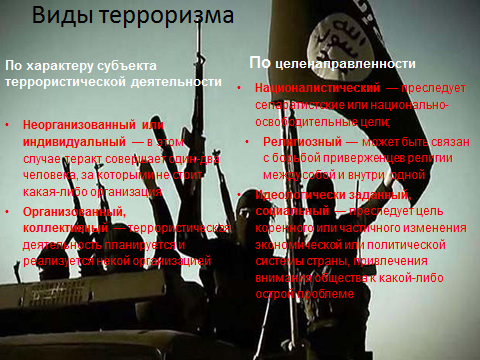 Виды терроризма
По характеру субъекта
террористической деятельности
Неорганизованный или
индивидуальный — в этом
случае теракт совершает один-два
человека, за которыми не стоит
какая-либо организация
Организованный,
коллективный — террористическая
деятельность планируется и
реализуется некой организацией
По целенаправленности
Националистический — преследует
сепаратистские или национально-
освободительные цели;
Религиозный — может быть связан
с борьбой приверженцев религии
между собой и внутри одной
Идеологически заданный,
социальный — преследует цель
коренного или частичного изменения
экономической или политической
системы страны, привлечения
внимания общества к какой-либо
острой проблеме